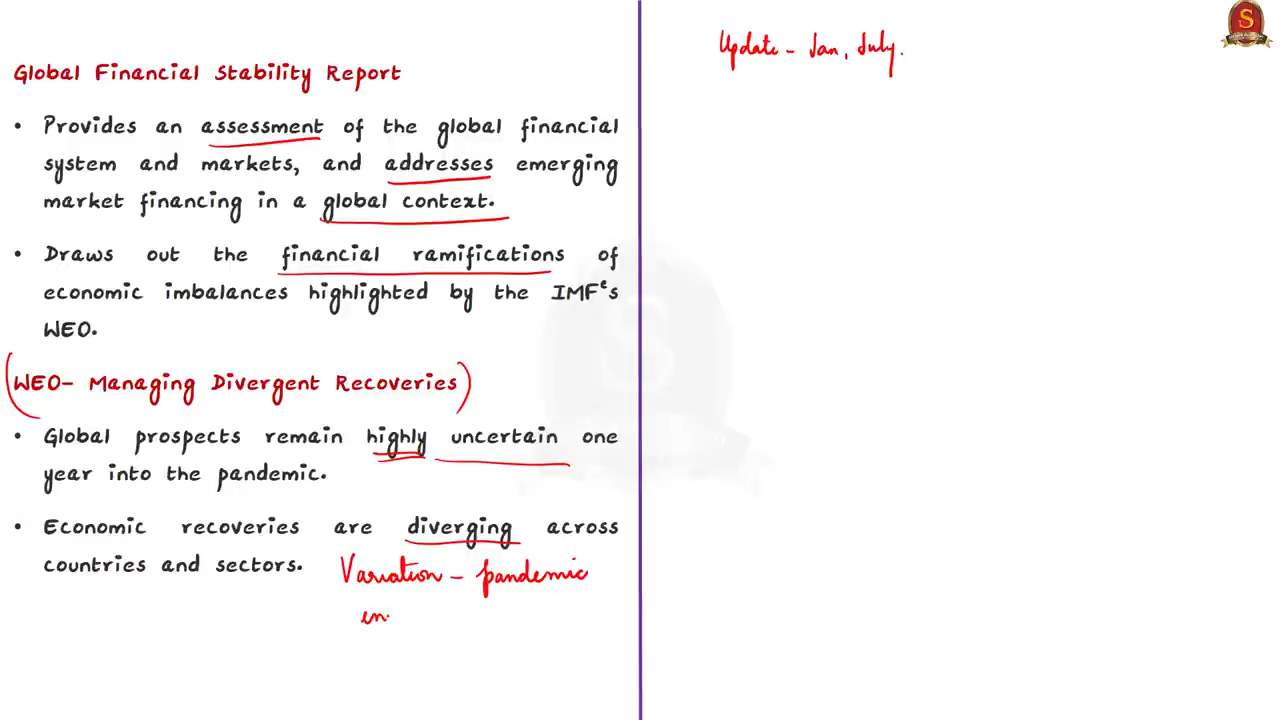 Global Financial Stability Report
• Provides an assessment of the global financial
system and markets, and addresses emerging
market financing in a global context.
• Draws out the financial ramifications of
economic imbalances highlighted by the IMF's
WEO.
WEO- Managing Divergent Recoveries
• Global prospects remain highly uncertain one
year into the pandemic.
• Economic recoveries are diverging across
countries and sectors.
Variation - pandemic
en
Update - Jan, July.
S